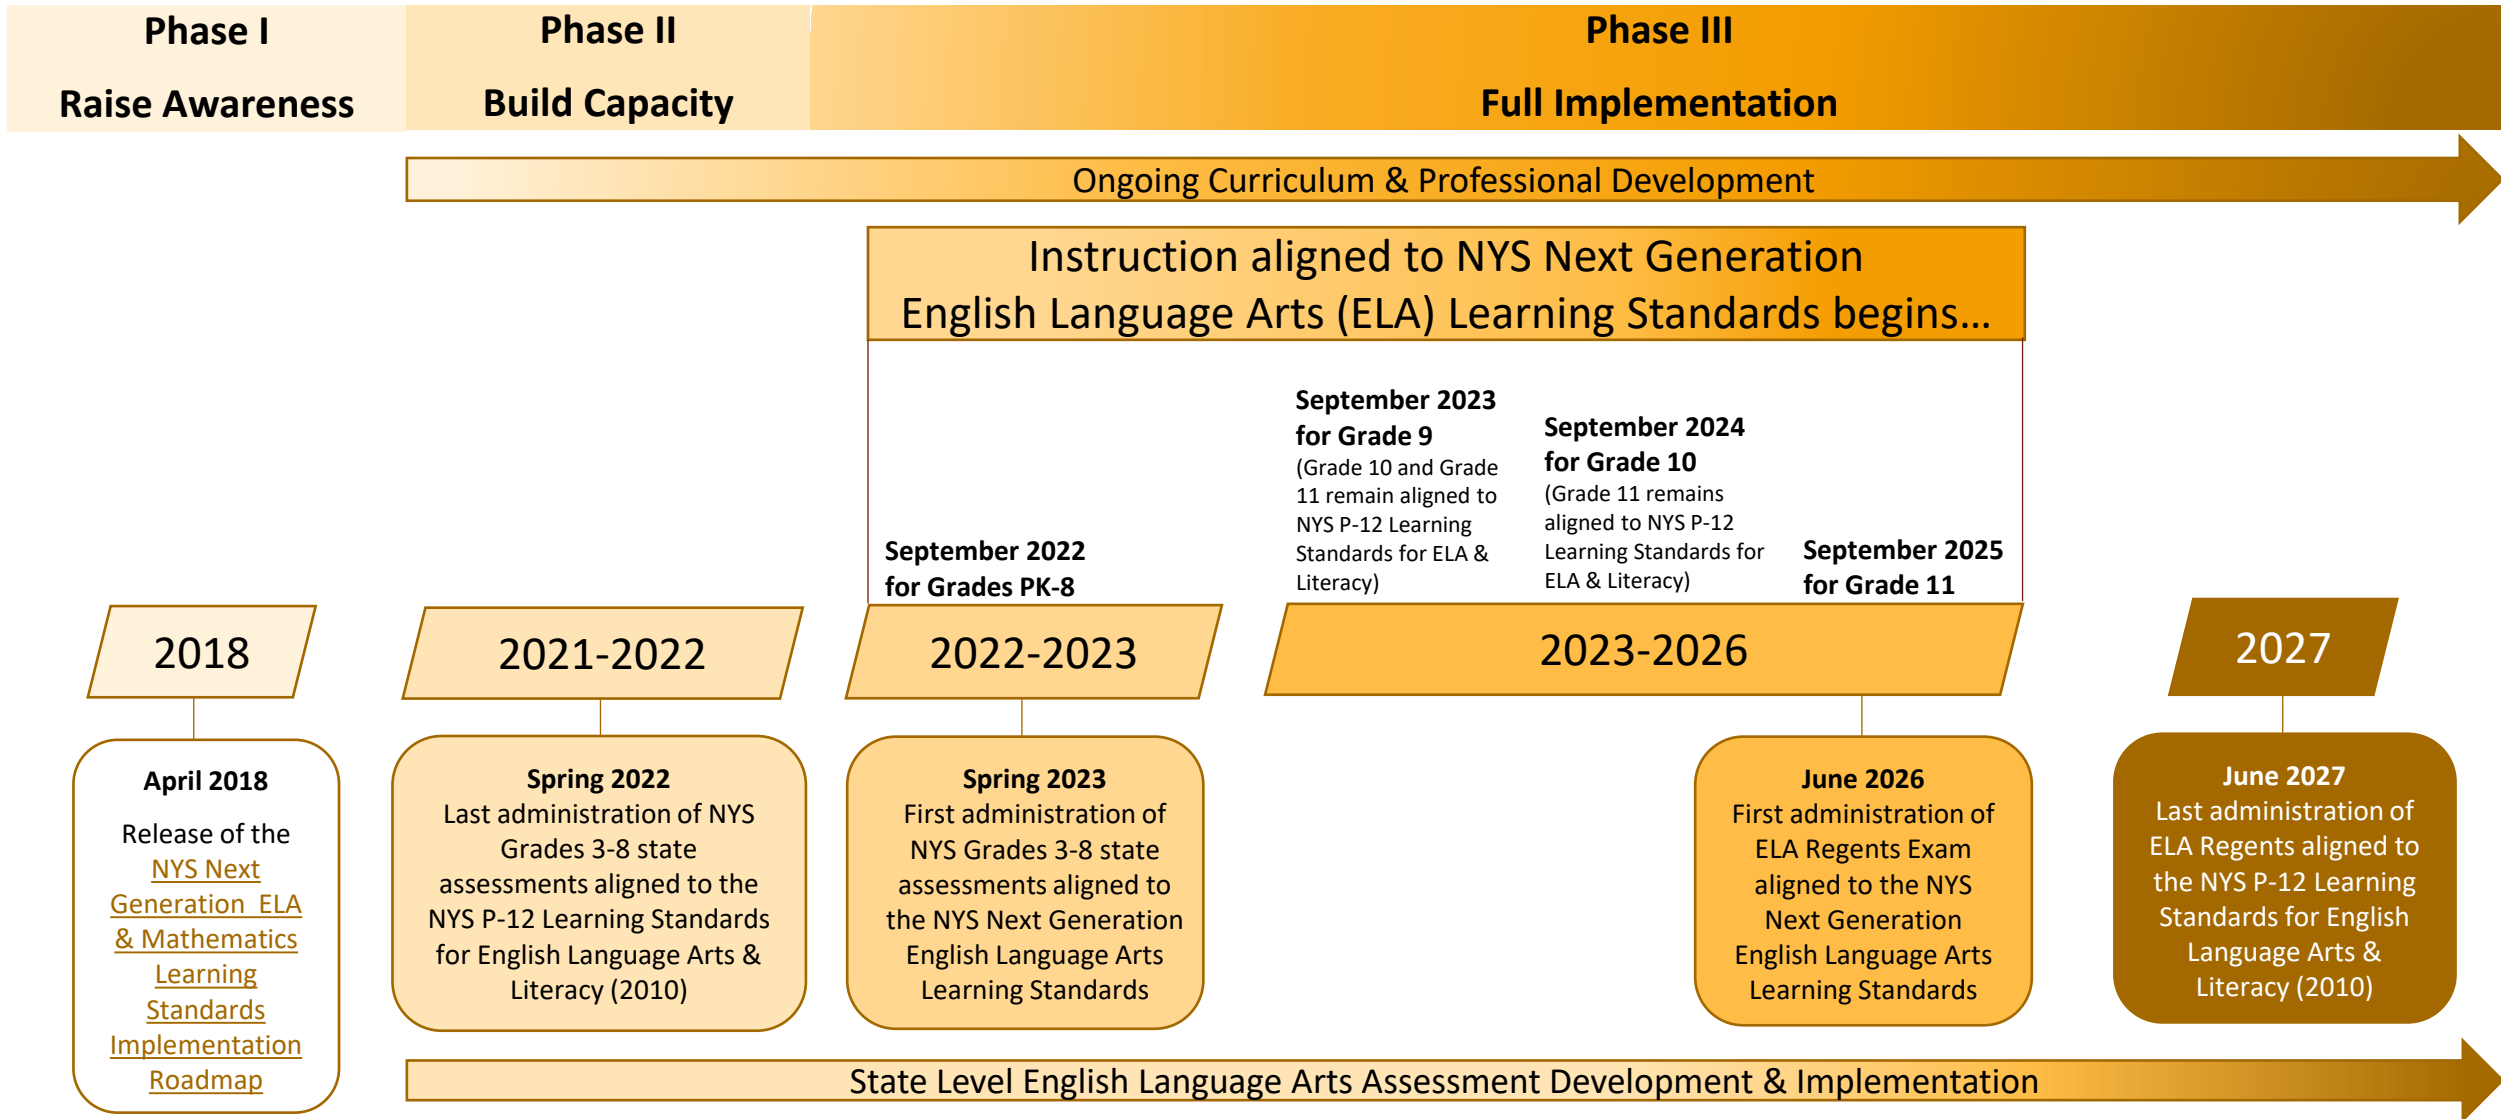 Phase I
Raise Awareness
Phase II
Build Capacity
Phase III
Full Implementation
Ongoing Curriculum & Professional Development
Instruction aligned to NYS Next Generation
English Language Arts (ELA) Learning Standards begins...
September 2022
for Grades PK-8
September 2023
for Grade 9
(Grade 10 and Grade
11 remain aligned to
NYS P-12 Learning
Standards for ELA &
Literacy)
September 2024
for Grade 10
(Grade 11 remains
aligned to NYS P-12
Learning Standards for
ELA & Literacy)
September 2025
for Grade 11
2018
2021-2022
2022-2023
2023-2026
2027
April 2018
Release of the
NYS Next
Generation ELA
& Mathematics
Learning
Standards
Implementation
Roadmap
Spring 2022
Last administration of NYS
Grades 3-8 state
assessments aligned to the
NYS P-12 Learning Standards
for English Language Arts &
Literacy (2010)
Spring 2023
First administration of
NYS Grades 3-8 state
assessments aligned to
the NYS Next Generation
English Language Arts
Learning Standards
June 2026
First administration of
ELA Regents Exam
aligned to the NYS
Next Generation
English Language Arts
Learning Standards
June 2027
Last administration of
ELA Regents aligned to
the NYS P-12 Learning
Standards for English
Language Arts &
Literacy (2010)
State Level English Language Arts Assessment Development & Implementation